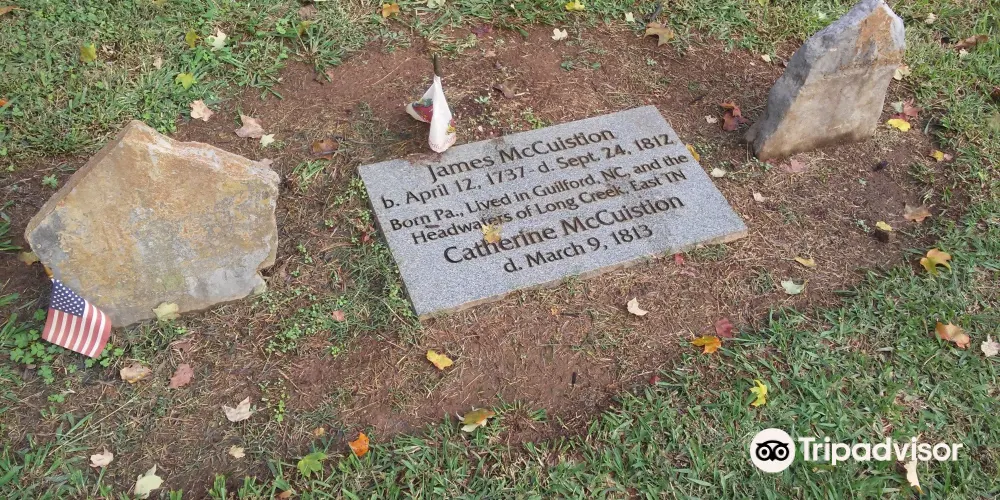 James McCuistion
b. April 12, 1737- d. Sept. 24, 1812
Born Pa., Lived in Guilford, NC, and the
Headwaters of Long Creek, East TN
Catherine McCuistion
d. March 9, 1813
Tripadvisor